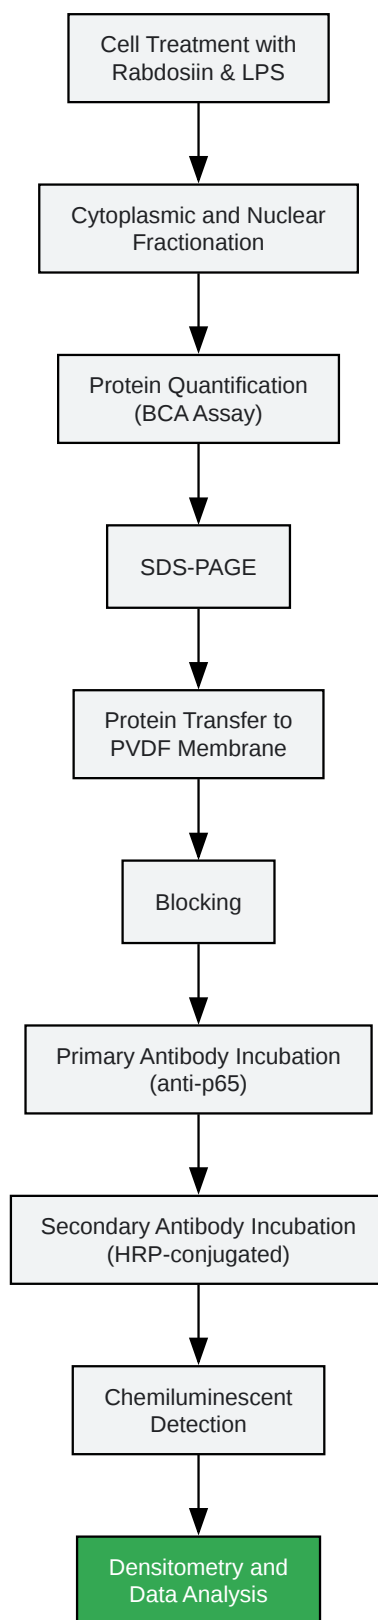 Cell Treatment with
Rabdosiin & LPS
Cytoplasmic and Nuclear
Fractionation
Protein Quantification
(BCA Assay)
SDS-PAGE
Protein Transfer to
PVDF Membrane
Blocking
Primary Antibody Incubation
(anti-p65)
Secondary Antibody Incubation
(HRP-conjugated)
Chemiluminescent
Detection
Densitometry and
Data Analysis